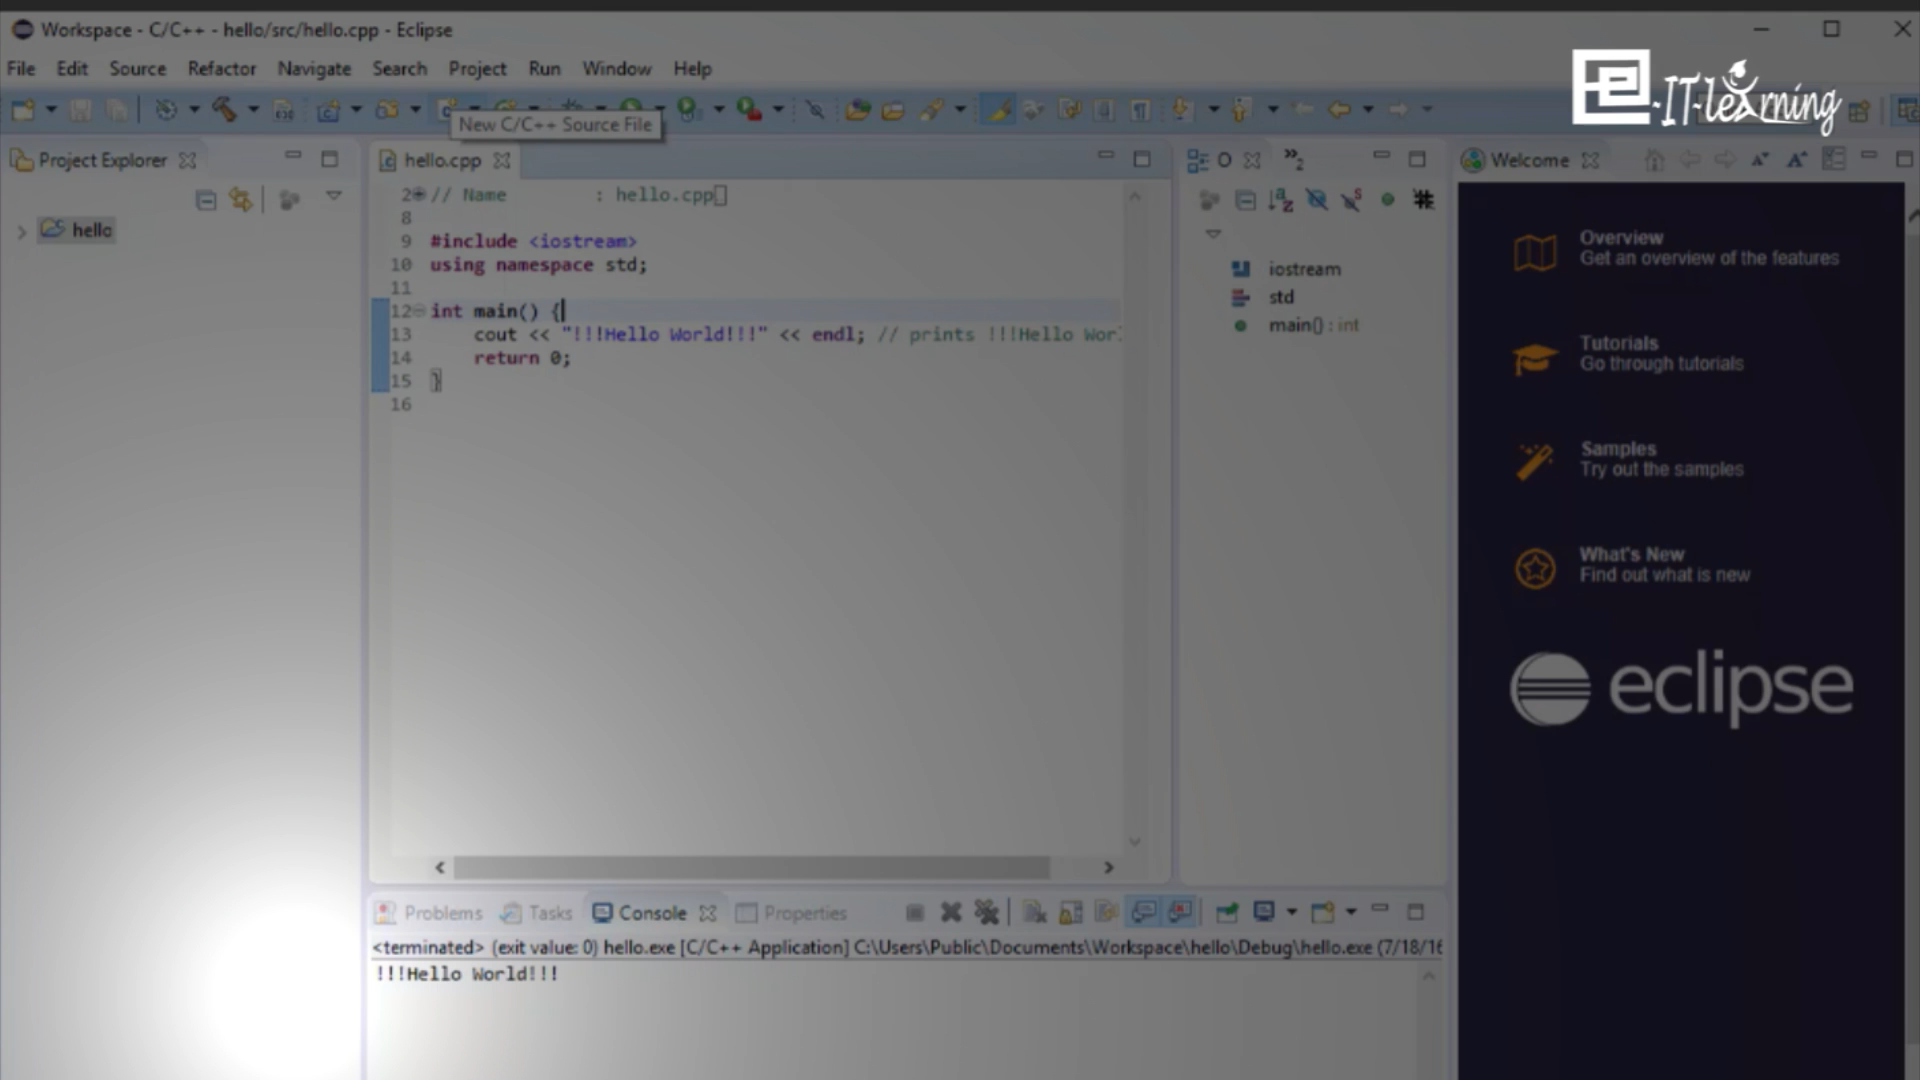 Workspace - C/C++ - hello/src/hello.cpp - Eclipse
File Edit Source Refactor Navigate Search Project Run Window Help
e-IT-learning
New C/C++ Source File
Project Explorer
hello
hello.cpp
2 // Name : hello.cpp
8
9 #include <iostream>
10 using namespace std;
11
12 int main() {
13 cout << "!!!Hello World!!!" << endl; // prints !!!Hello Wor
14 return 0;
15 }
16
O
»2
iostream
std
main() : int
Welcome
Overview
Get an overview of the features
Tutorials
Go through tutorials
Samples
Try out the samples
What's New
Find out what is new
eclipse
Problems Tasks Console Properties
<terminated> (exit value: 0) hello.exe [C/C++ Application] C:\Users\Public\Documents\Workspace\hello\Debug\hello.exe (7/18/16
!!!Hello World!!!